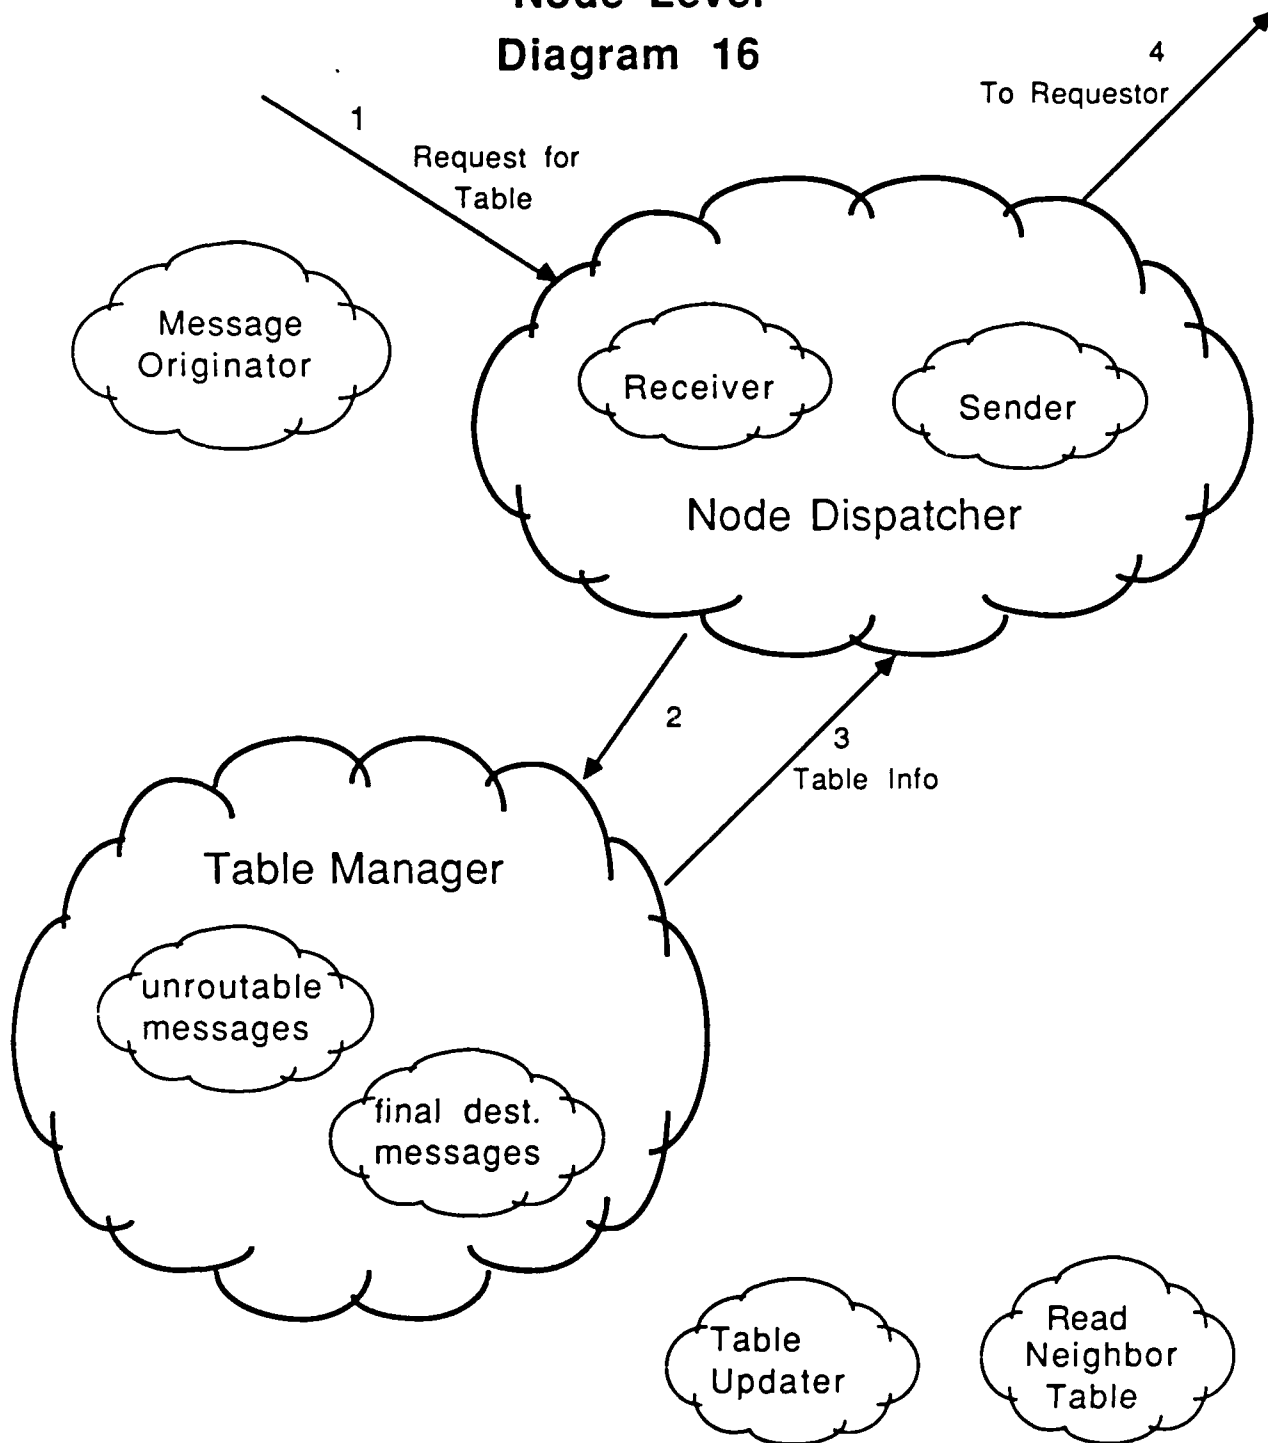 Node Level
Diagram 16
4
To Requestor
1
Request for
Table
Message
Originator
Receiver
Sender
Node Dispatcher
2
3
Table Info
Table Manager
unroutable
messages
final dest.
messages
Table
Updater
Read
Neighbor
Table